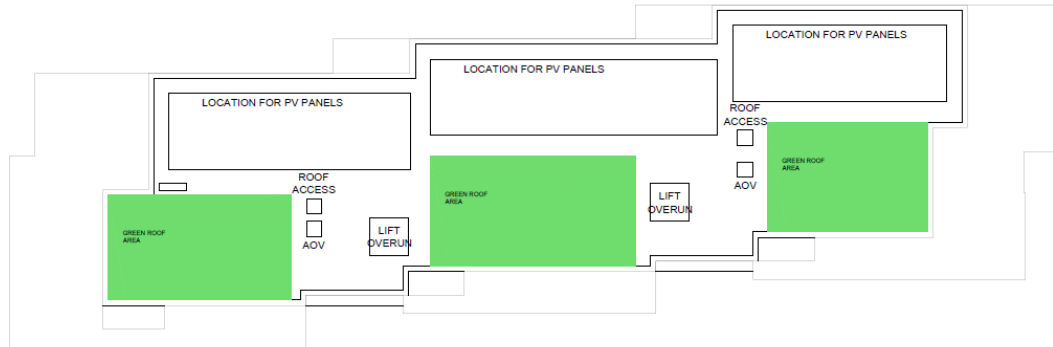 LOCATION FOR PV PANELS
LOCATION FOR PV PANELS
LOCATION FOR PV PANELS
ROOF
ACCESS
AOV
GREEN ROOF
AREA
ROOF
ACCESS
AOV
GREEN ROOF
AREA
LIFT
OVERUN
GREEN ROOF
AREA
LIFT
OVERUN